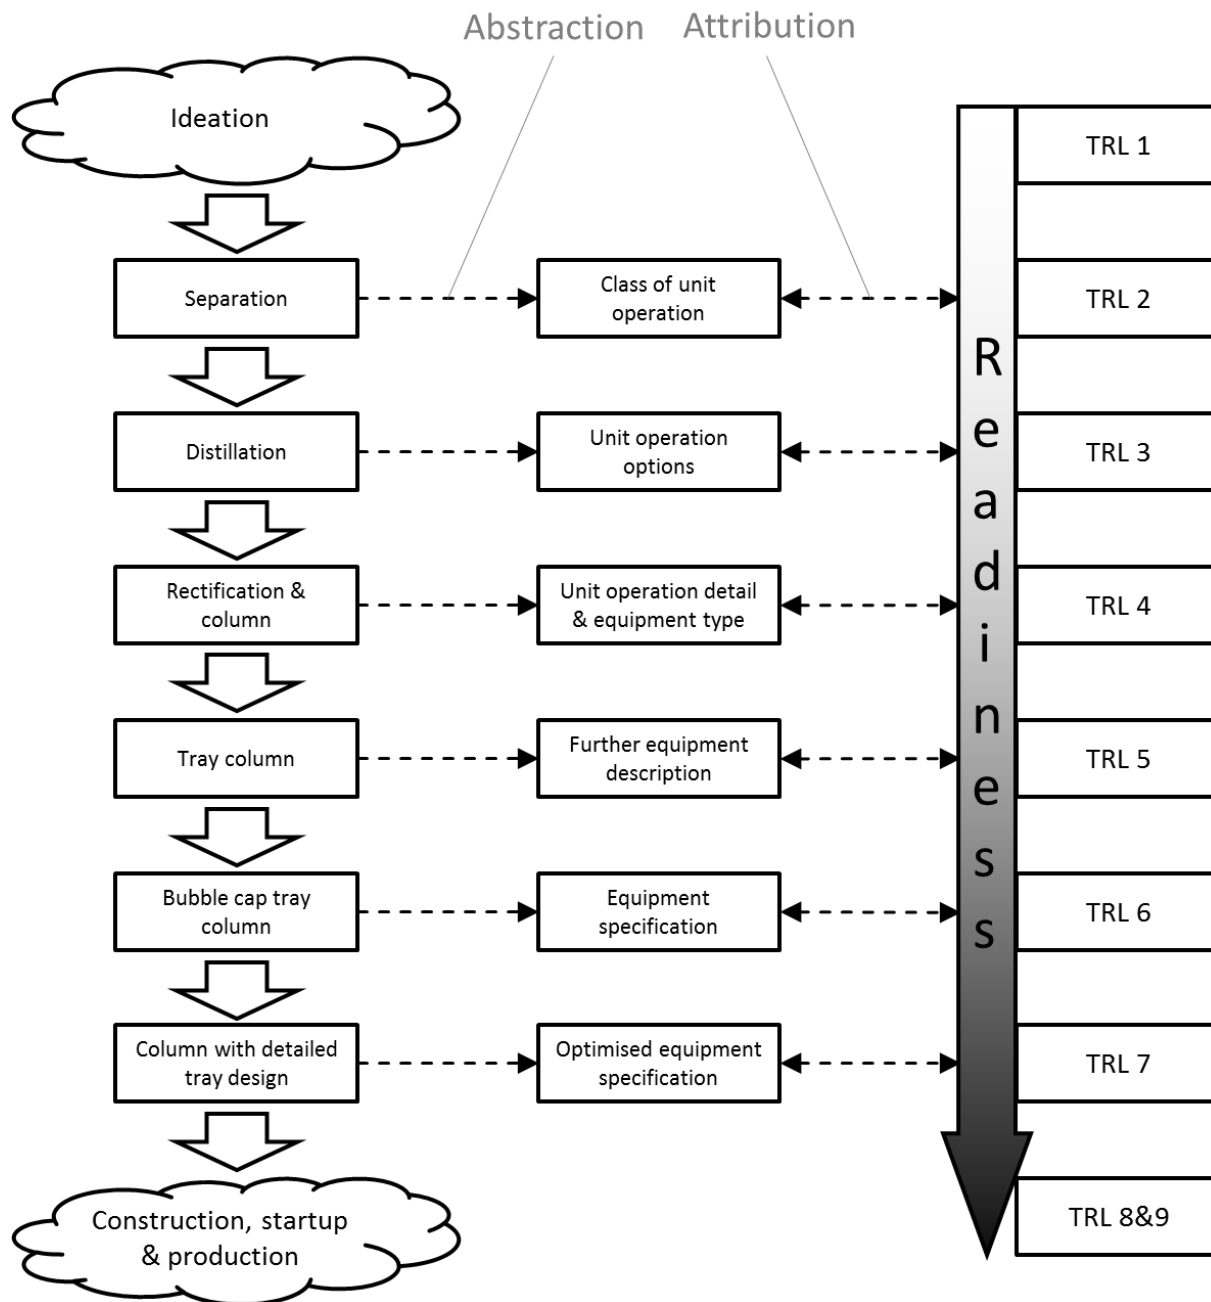 Abstraction Attribution
Ideation
TRL 1
Separation
Class of unit
operation
TRL 2
Distillation
Unit operation
options
TRL 3
Rectification &
column
Unit operation detail
& equipment type
TRL 4
Tray column
Further equipment
description
TRL 5
Bubble cap tray
column
Equipment
specification
TRL 6
Column with detailed
tray design
Optimised equipment
specification
TRL 7
Construction, startup
& production
TRL 8&9
Readiness